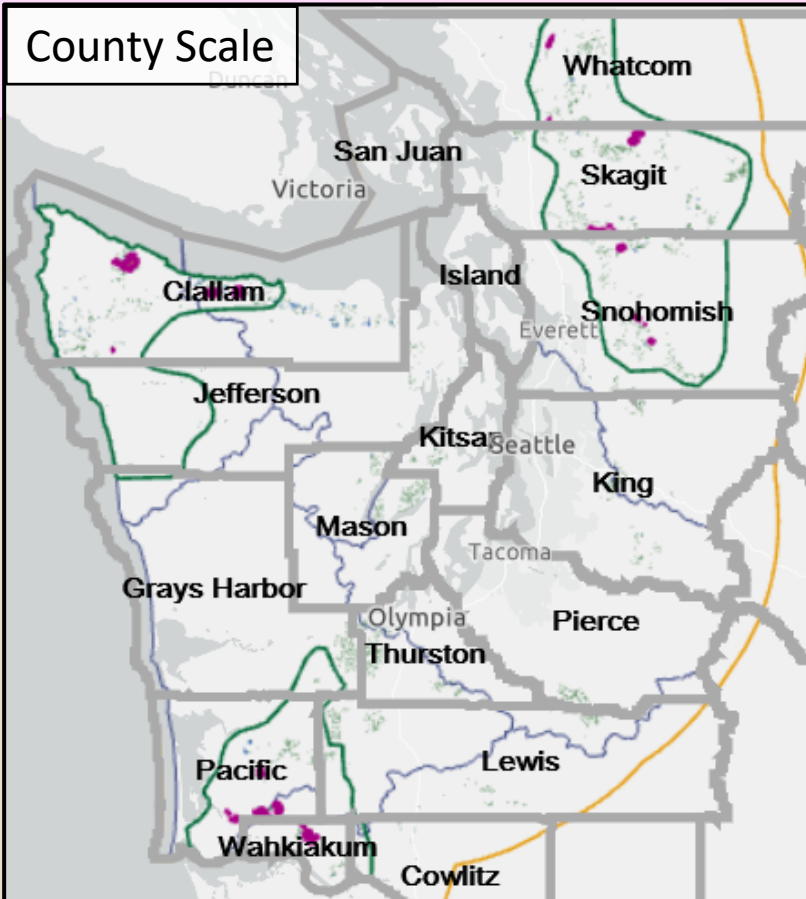 County Scale
Duncan
Whatcom
San Juan
Skagit
Victoria
Island
Clallam
Snohomish
Everett
Jefferson
Kitsap
Seattle
King
Mason
Tacoma
Grays Harbor
Olympia
Pierce
Thurston
Lewis
Pacific
Wahkiakum
Cowlitz